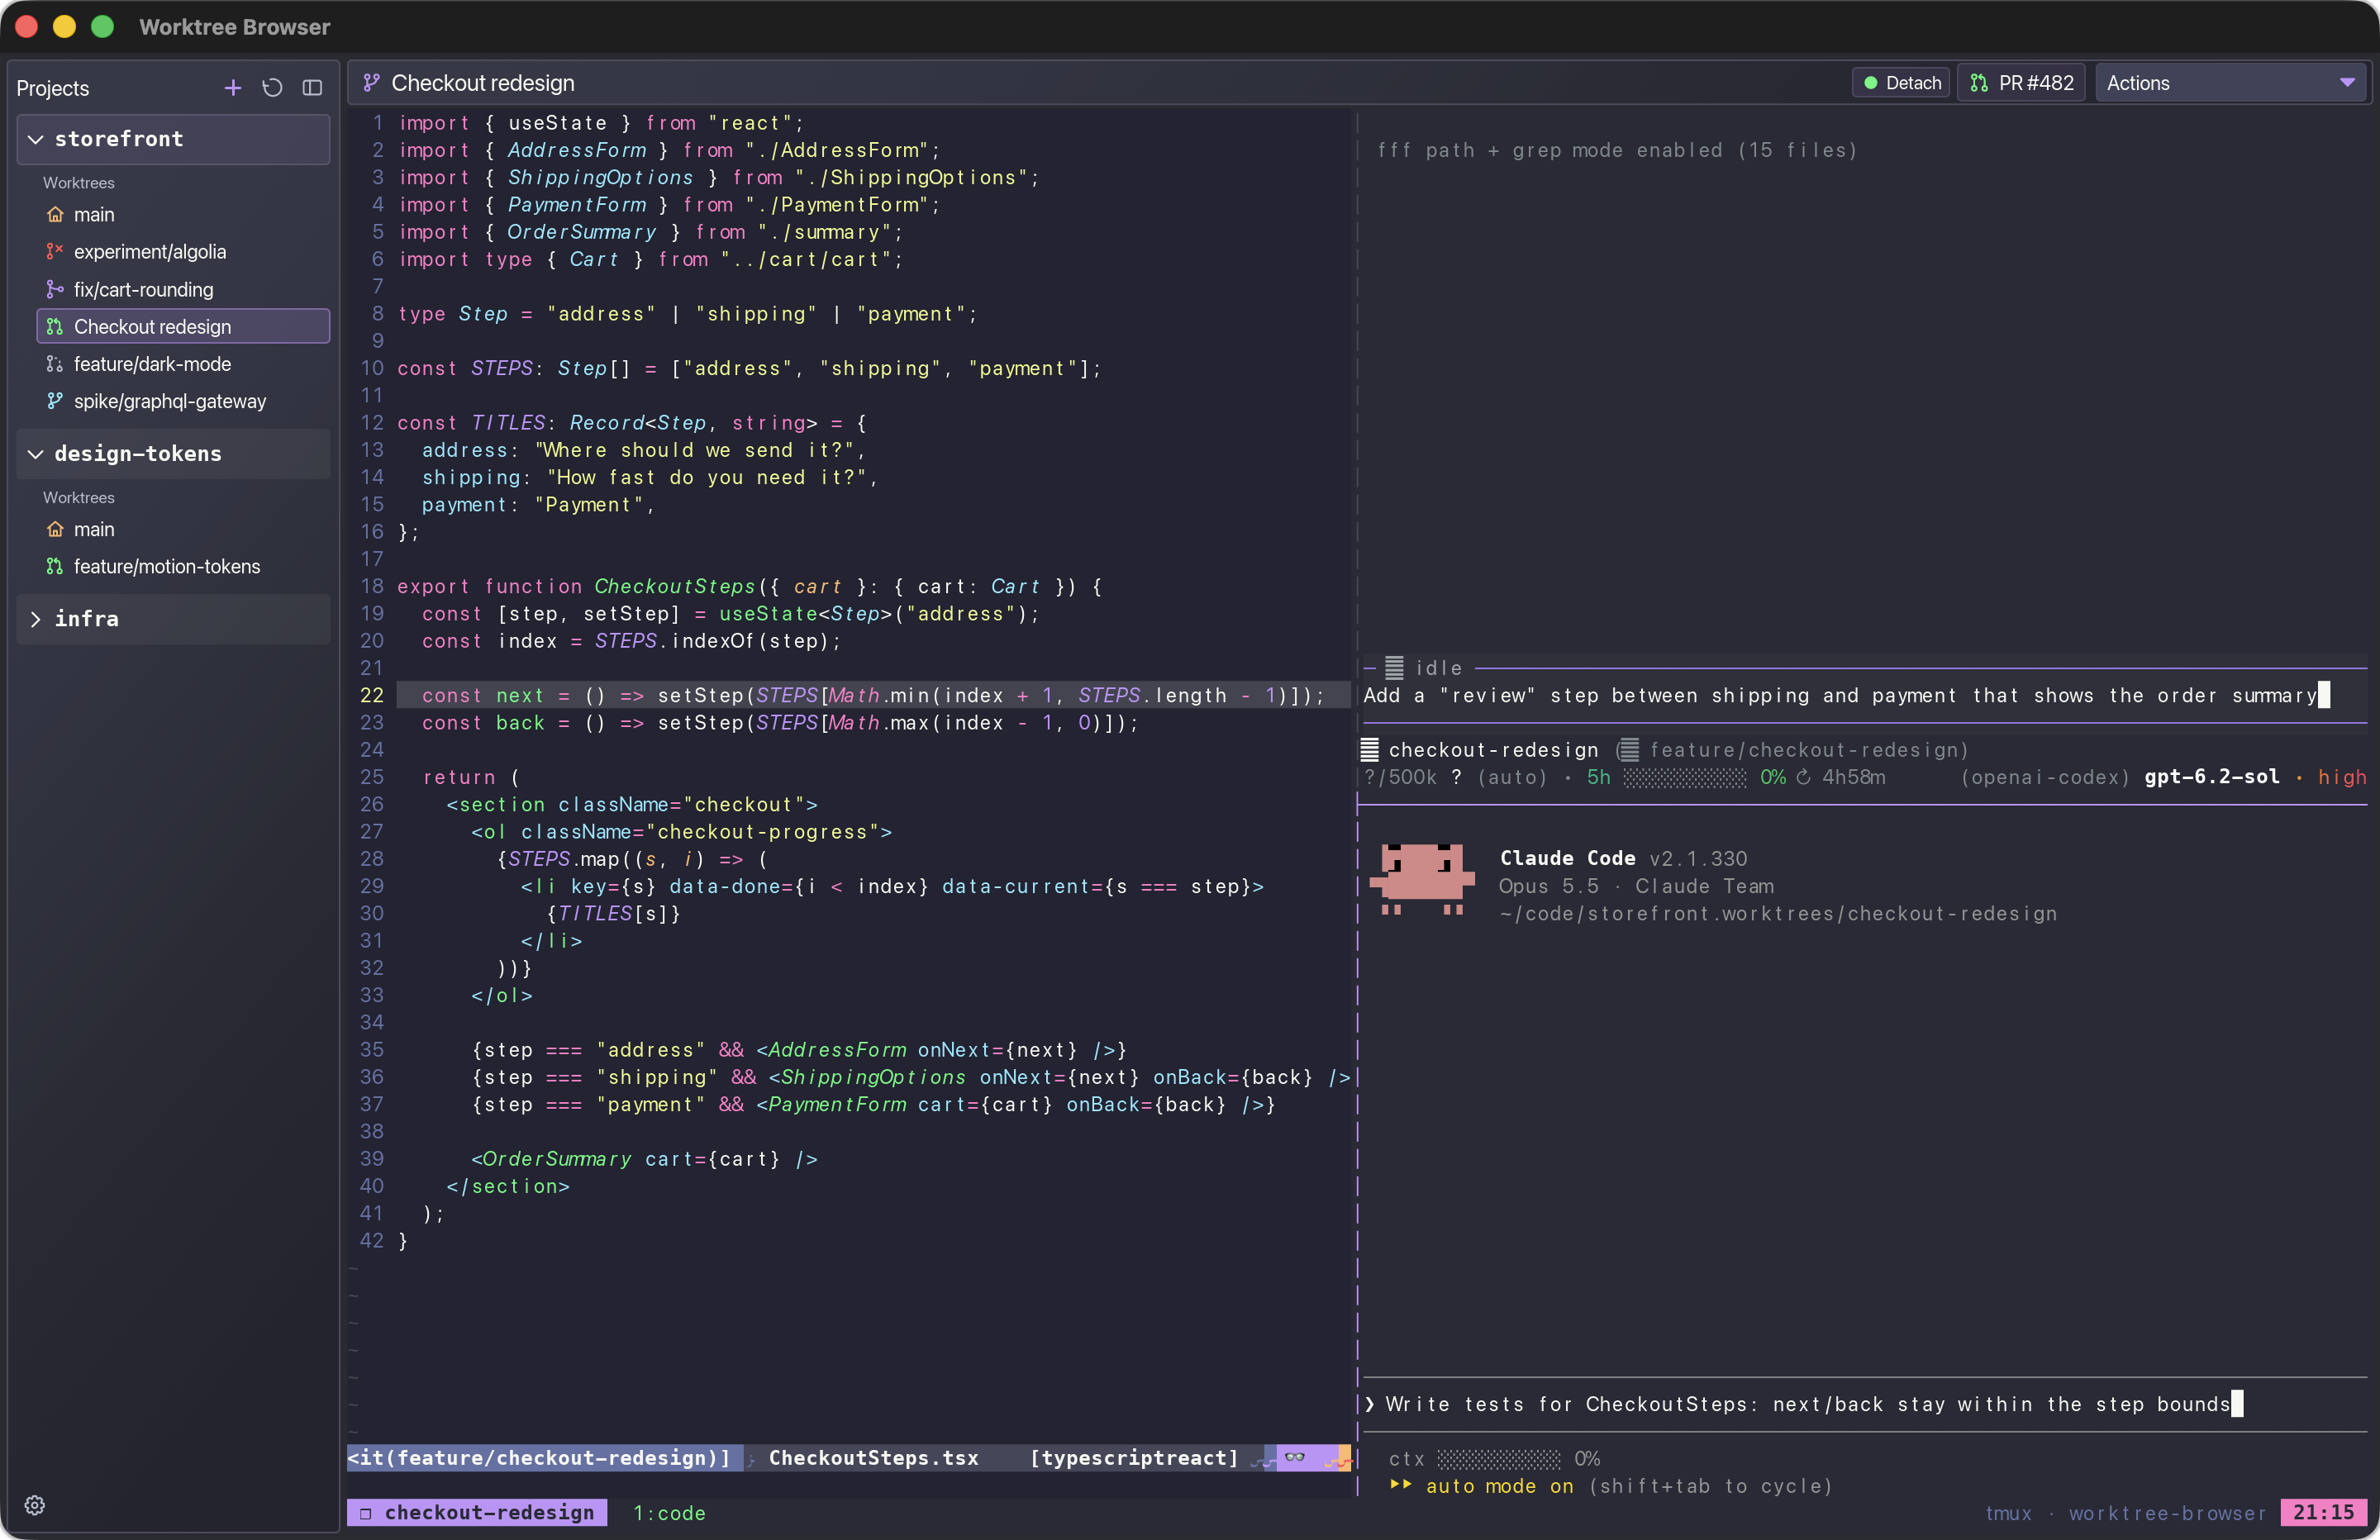 Worktree Browser
Projects
storefront
Worktrees
main
experiment/algolia
fix/cart-rounding
Checkout redesign
feature/dark-mode
spike/graphql-gateway
design-tokens
Worktrees
main
feature/motion-tokens
infra
Checkout redesign
Detach
PR #482
Actions
1 import { useState } from "react";
2 import { AddressForm } from "./AddressForm";
3 import { ShippingOptions } from "./ShippingOptions";
4 import { PaymentForm } from "./PaymentForm";
5 import { OrderSummary } from "./summary";
6 import type { Cart } from "../cart/cart";
7
8 type Step = "address" | "shipping" | "payment";
9
10 const STEPS: Step[] = ["address", "shipping", "payment"];
11
12 const TITLES: Record<Step, string> = {
13   address: "Where should we send it?",
14   shipping: "How fast do you need it?",
15   payment: "Payment",
16 };
17
18 export function CheckoutSteps({ cart }: { cart: Cart }) {
19   const [step, setStep] = useState<Step>("address");
20   const index = STEPS.indexOf(step);
21
22   const next = () => setStep(STEPS[Math.min(index + 1, STEPS.length - 1)]);
23   const back = () => setStep(STEPS[Math.max(index - 1, 0)]);
24
25   return (
26     <section className="checkout">
27       <ol className="checkout-progress">
28         {STEPS.map((s, i) => (
29           <li key={s} data-done={i < index} data-current={s === step}>
30             {TITLES[s]}
31           </li>
32         ))}
33       </ol>
34
35       {step === "address" && <AddressForm onNext={next} />}
36       {step === "shipping" && <ShippingOptions onNext={next} onBack={back} />
37       {step === "payment" && <PaymentForm cart={cart} onBack={back} />}
38
39       <OrderSummary cart={cart} />
40     </section>
41   );
42 }
~
~
~
~
~
~
~
<it(feature/checkout-redesign)] CheckoutSteps.tsx [typescriptreact]
fff path + grep mode enabled (15 files)
idle
Add a "review" step between shipping and payment that shows the order summary
checkout-redesign ( feature/checkout-redesign)
?/500k ? (auto) · 5h 0% ↻ 4h58m (openai-codex) gpt-6.2-sol · high
Claude Code v2.1.330
Opus 5.5 · Claude Team
~/code/storefront.worktrees/checkout-redesign
❯ Write tests for CheckoutSteps: next/back stay within the step bounds
ctx 0%
auto mode on (shift+tab to cycle)
❐ checkout-redesign 1:code
tmux · worktree-browser 21:15